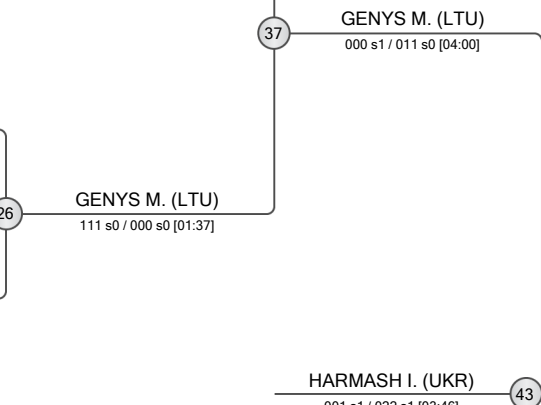 37
GENYS M. (LTU)
000 s1 / 011 s0 [04:00]
26
GENYS M. (LTU)
111 s0 / 000 s0 [01:37]
HARMASH I. (UKR)
43